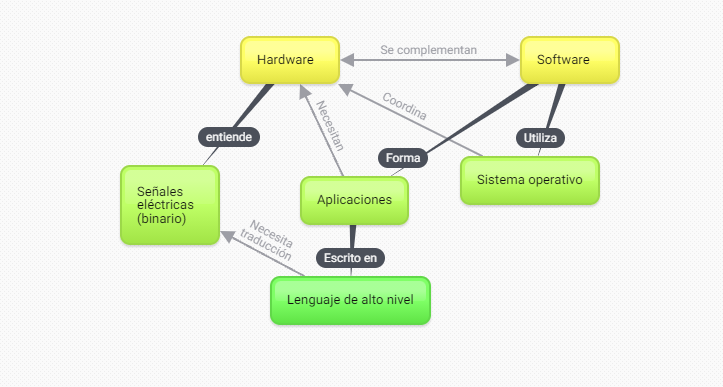 Hardware
Se complementan
Software
Necesitan
Coordina
entiende
Utiliza
Forma
Señales
eléctricas
(binario)
Aplicaciones
Sistema operativo
Necesita
traducción
Escrito en
Lenguaje de alto nivel